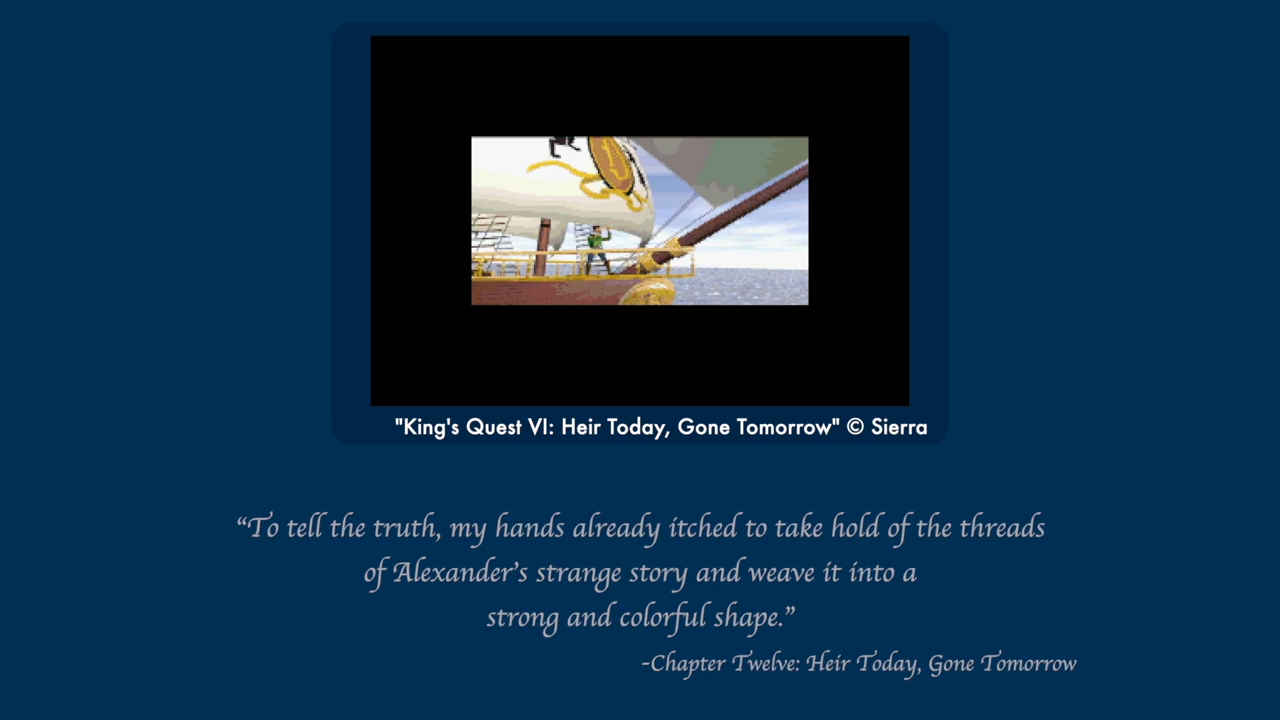 "King's Quest VI: Heir Today, Gone Tomorrow" © Sierra
“To tell the truth, my hands already itched to take hold of the threads
of Alexander’s strange story and weave it into a
strong and colorful shape.”
-Chapter Twelve: Heir Today, Gone Tomorrow